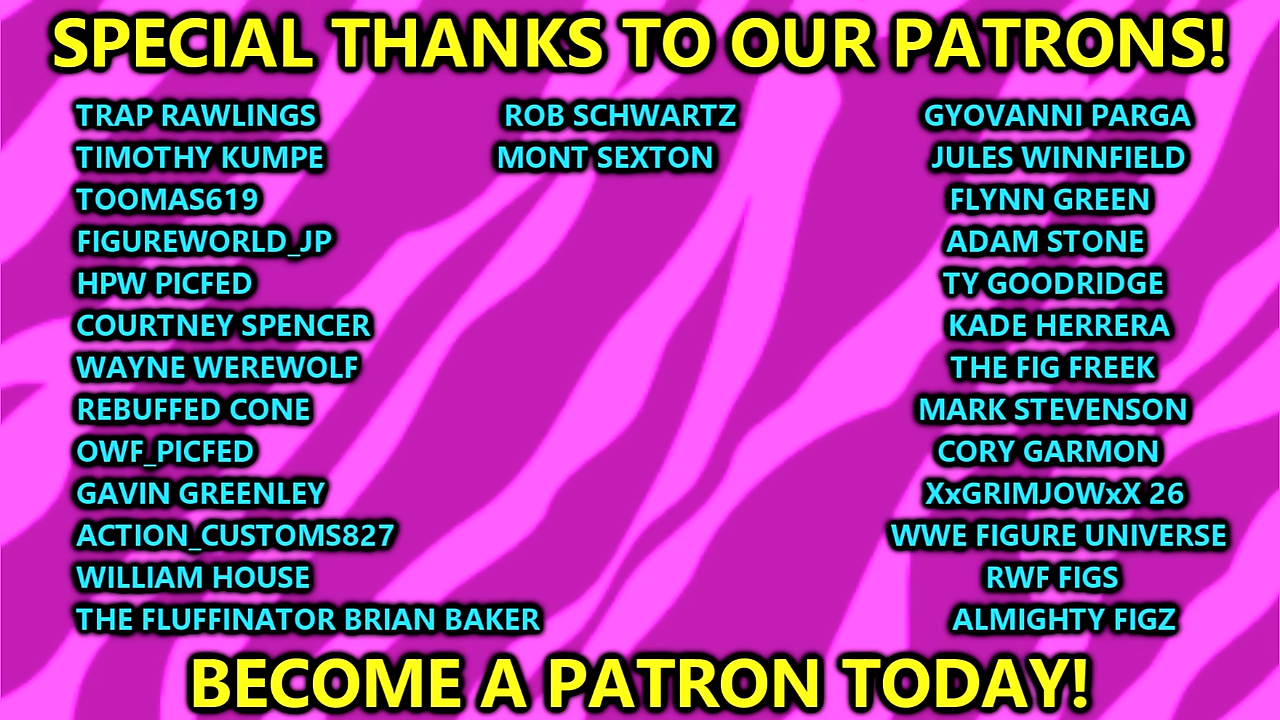 SPECIAL THANKS TO OUR PATRONS!
TRAP RAWLINGS
TIMOTHY KUMPE
TOOMAS619
FIGUREWORLD_JP
HPW PICFED
COURTNEY SPENCER
WAYNE WEREWOLF
REBUFFED CONE
OWF_PICFED
GAVIN GREENLEY
ACTION_CUSTOMS827
WILLIAM HOUSE
THE FLUFFINATOR BRIAN BAKER
ROB SCHWARTZ
MONT SEXTON
GYOVANNI PARGA
JULES WINNFIELD
FLYNN GREEN
ADAM STONE
TY GOODRIDGE
KADE HERRERA
THE FIG FREEK
MARK STEVENSON
CORY GARMON
XxGRIMJOWxX 26
WWE FIGURE UNIVERSE
RWF FIGS
ALMIGHTY FIGZ
BECOME A PATRON TODAY!